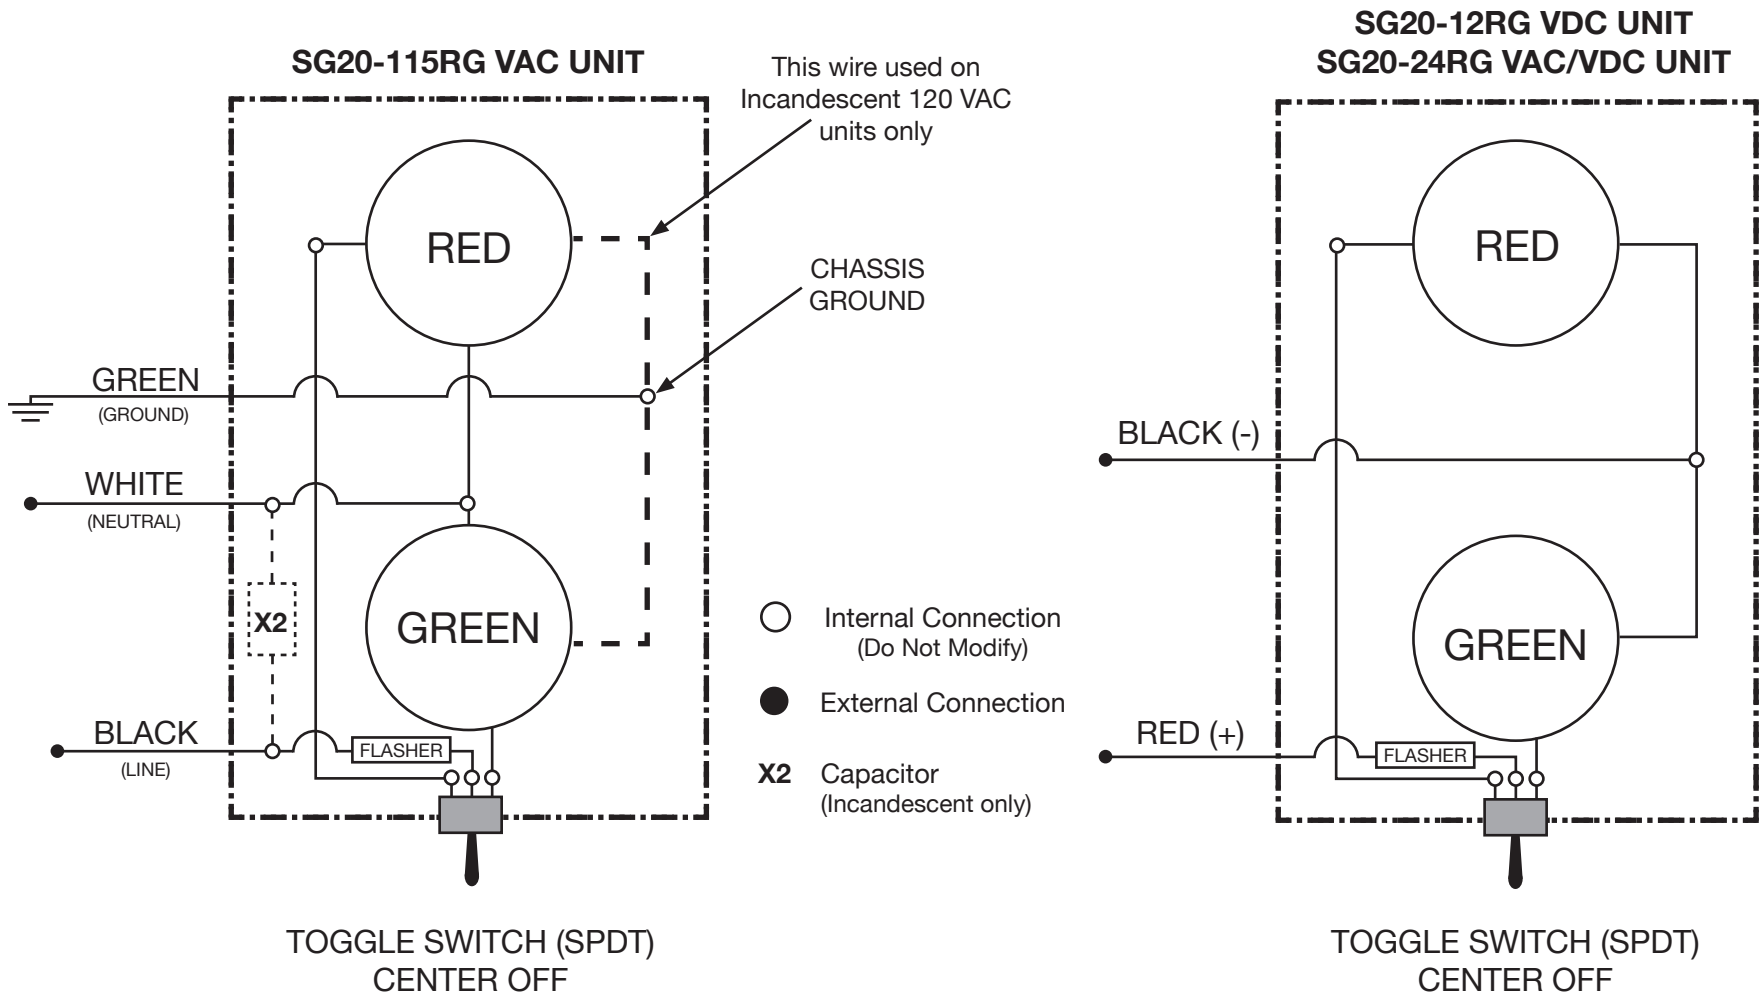 SG20-115RG VAC UNIT
This wire used on
Incandescent 120 VAC
units only
RED
CHASSIS
GROUND
GREEN
(GROUND)
WHITE
(NEUTRAL)
X2
GREEN
BLACK
(LINE)
FLASHER
TOGGLE SWITCH (SPDT)
CENTER OFF
Internal Connection
(Do Not Modify)
External Connection
X2 Capacitor
(Incandescent only)
SG20-12RG VDC UNIT
SG20-24RG VAC/VDC UNIT
RED
BLACK (-)
GREEN
RED (+)
FLASHER
TOGGLE SWITCH (SPDT)
CENTER OFF